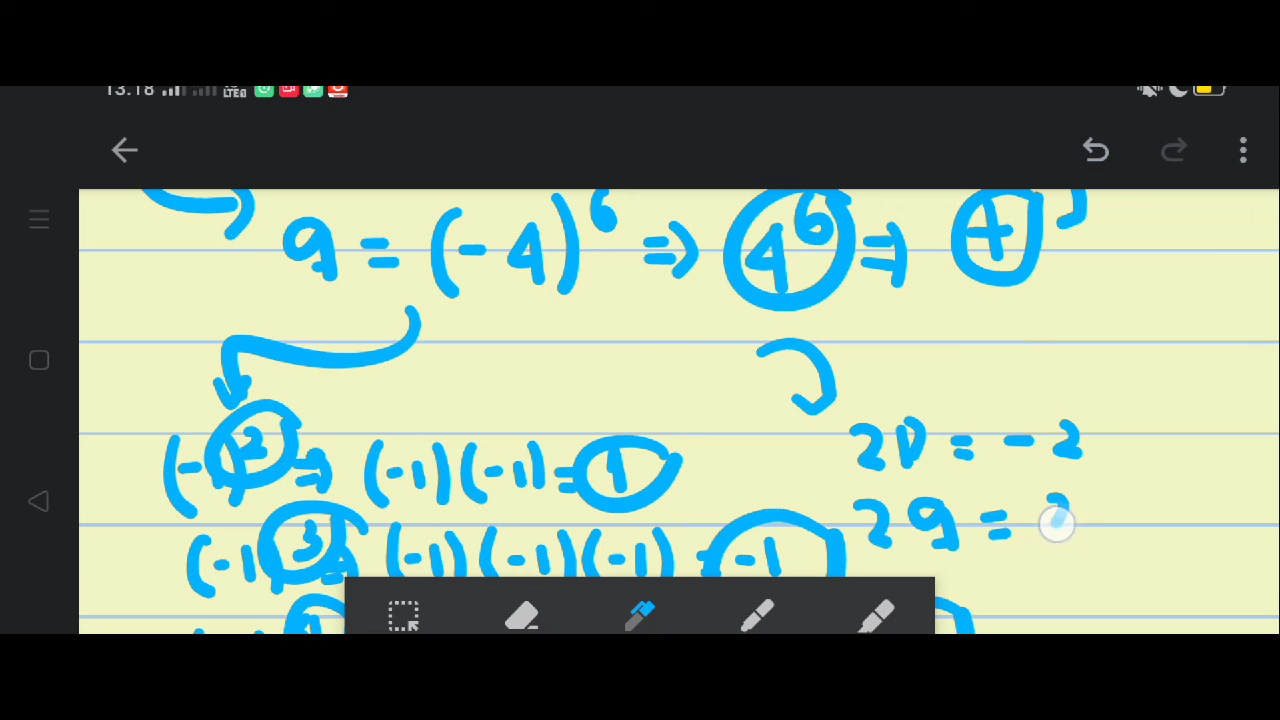 13.18
q = (-4)^6 => 4^6 => +
2p = -2
(-1)^2 => (-1)(-1) = 1
2q =
(-1)^3 = (-1)(-1)(-1) = -1